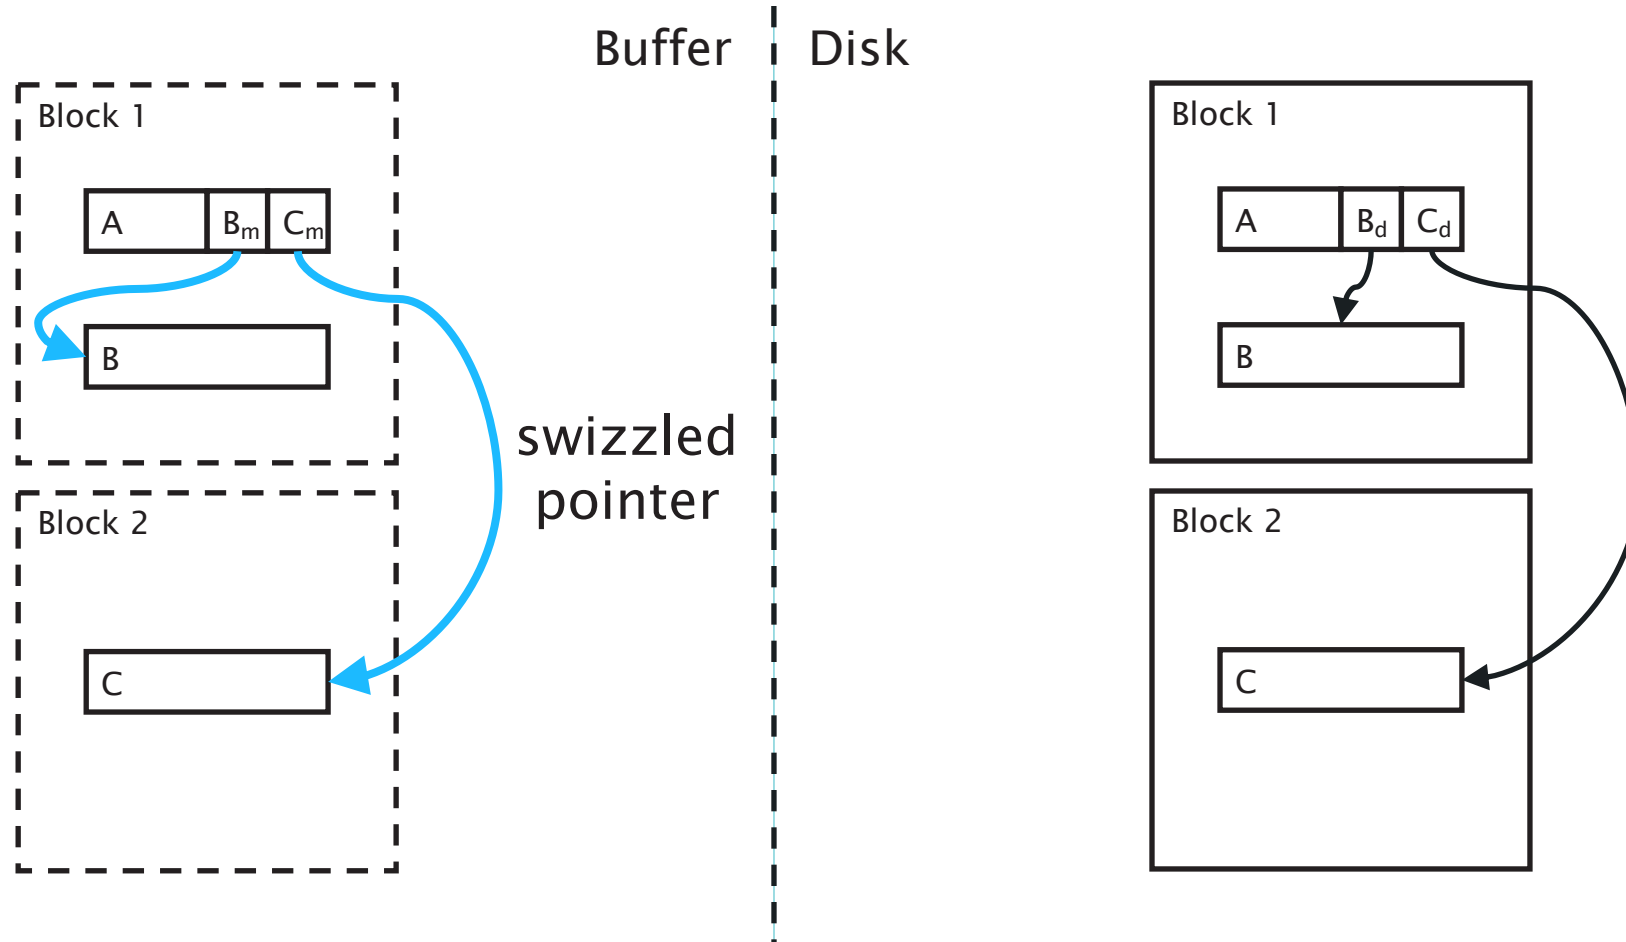 Buffer
Disk
Block 1
A
Bm
Cm
B
swizzled
pointer
Block 2
C
Block 1
A
Bd
Cd
B
Block 2
C